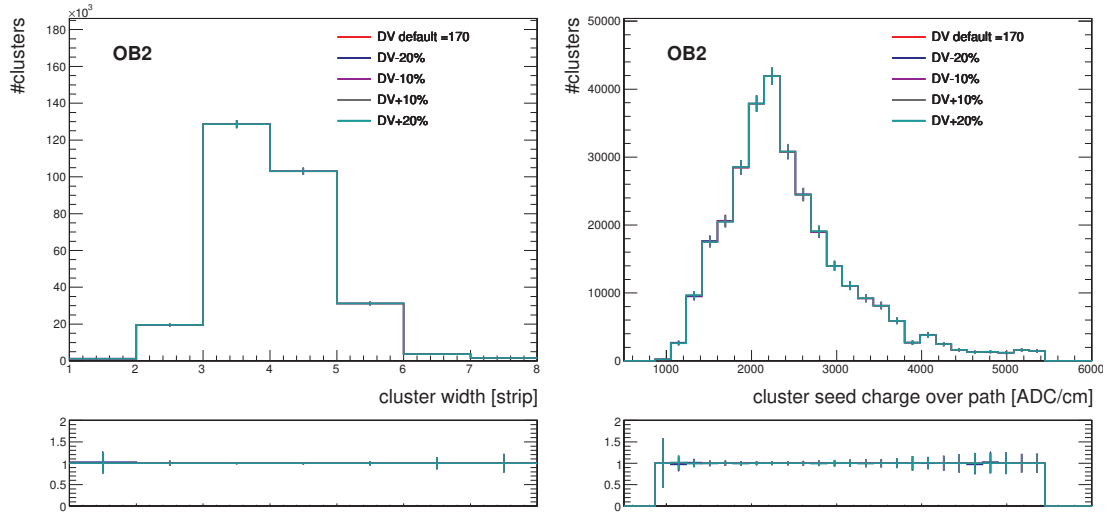 ×10³
180
160
140
120
100
80
60
40
20
0
#clusters
OB2
DV default =170
DV-20%
DV-10%
DV+10%
DV+20%
1 2 3 4 5 6 7 8
cluster width [strip]
2
1.5
1
0.5
0
50000
40000
30000
20000
10000
0
#clusters
OB2
DV default =170
DV-20%
DV-10%
DV+10%
DV+20%
1000 2000 3000 4000 5000 6000
cluster seed charge over path [ADC/cm]
2
1.5
1
0.5
0